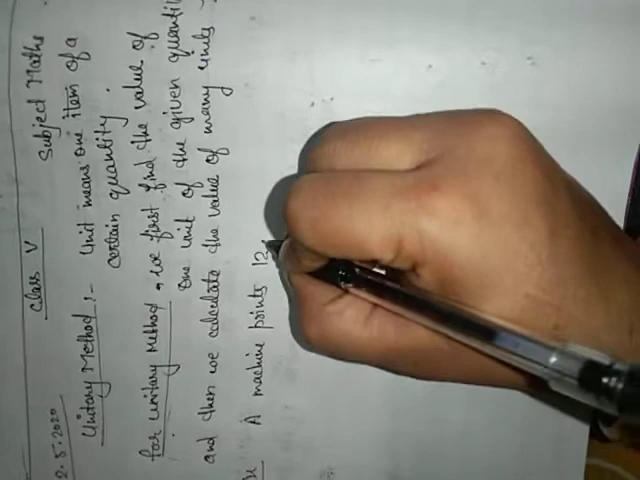 Class V Subject Maths
2.5.2020
Unitary Method :- Unit means one item of a
certain quantity.
for Unitary Method, we first find the value of
one unit of the given quantit
and then we calculate the value of many units
A machine points 12